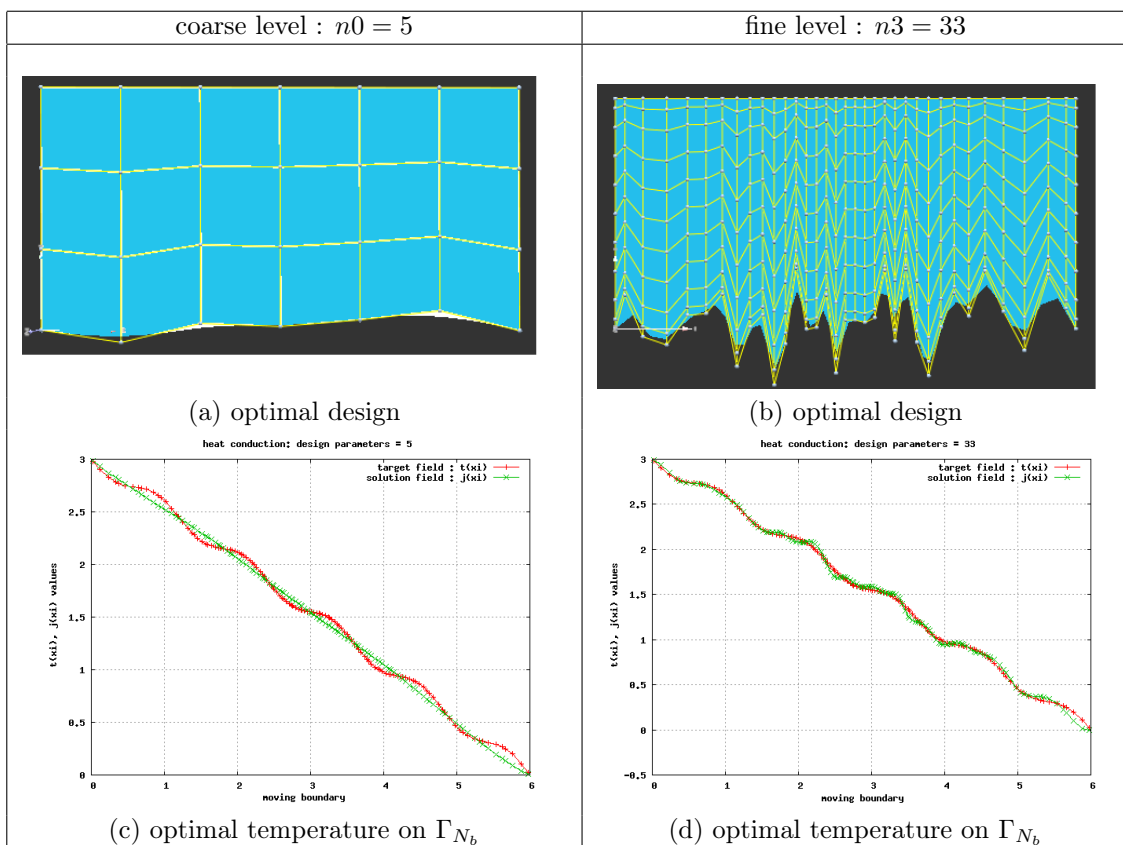 coarse level : n0 = 5
fine level : n3 = 33
(a) optimal design
(b) optimal design
heat conduction: design parameters = 5
target field : t(xi)
solution field : j(xi)
t(xi), j(xi) values
3
2.5
2
1.5
1
0.5
0
0 1 2 3 4 5 6
moving boundary
heat conduction: design parameters = 33
target field : t(xi)
solution field : j(xi)
t(xi), j(xi) values
3
2.5
2
1.5
1
0.5
0
-0.5
0 1 2 3 4 5 6
moving boundary
(c) optimal temperature on Γ_{N_b}
(d) optimal temperature on Γ_{N_b}